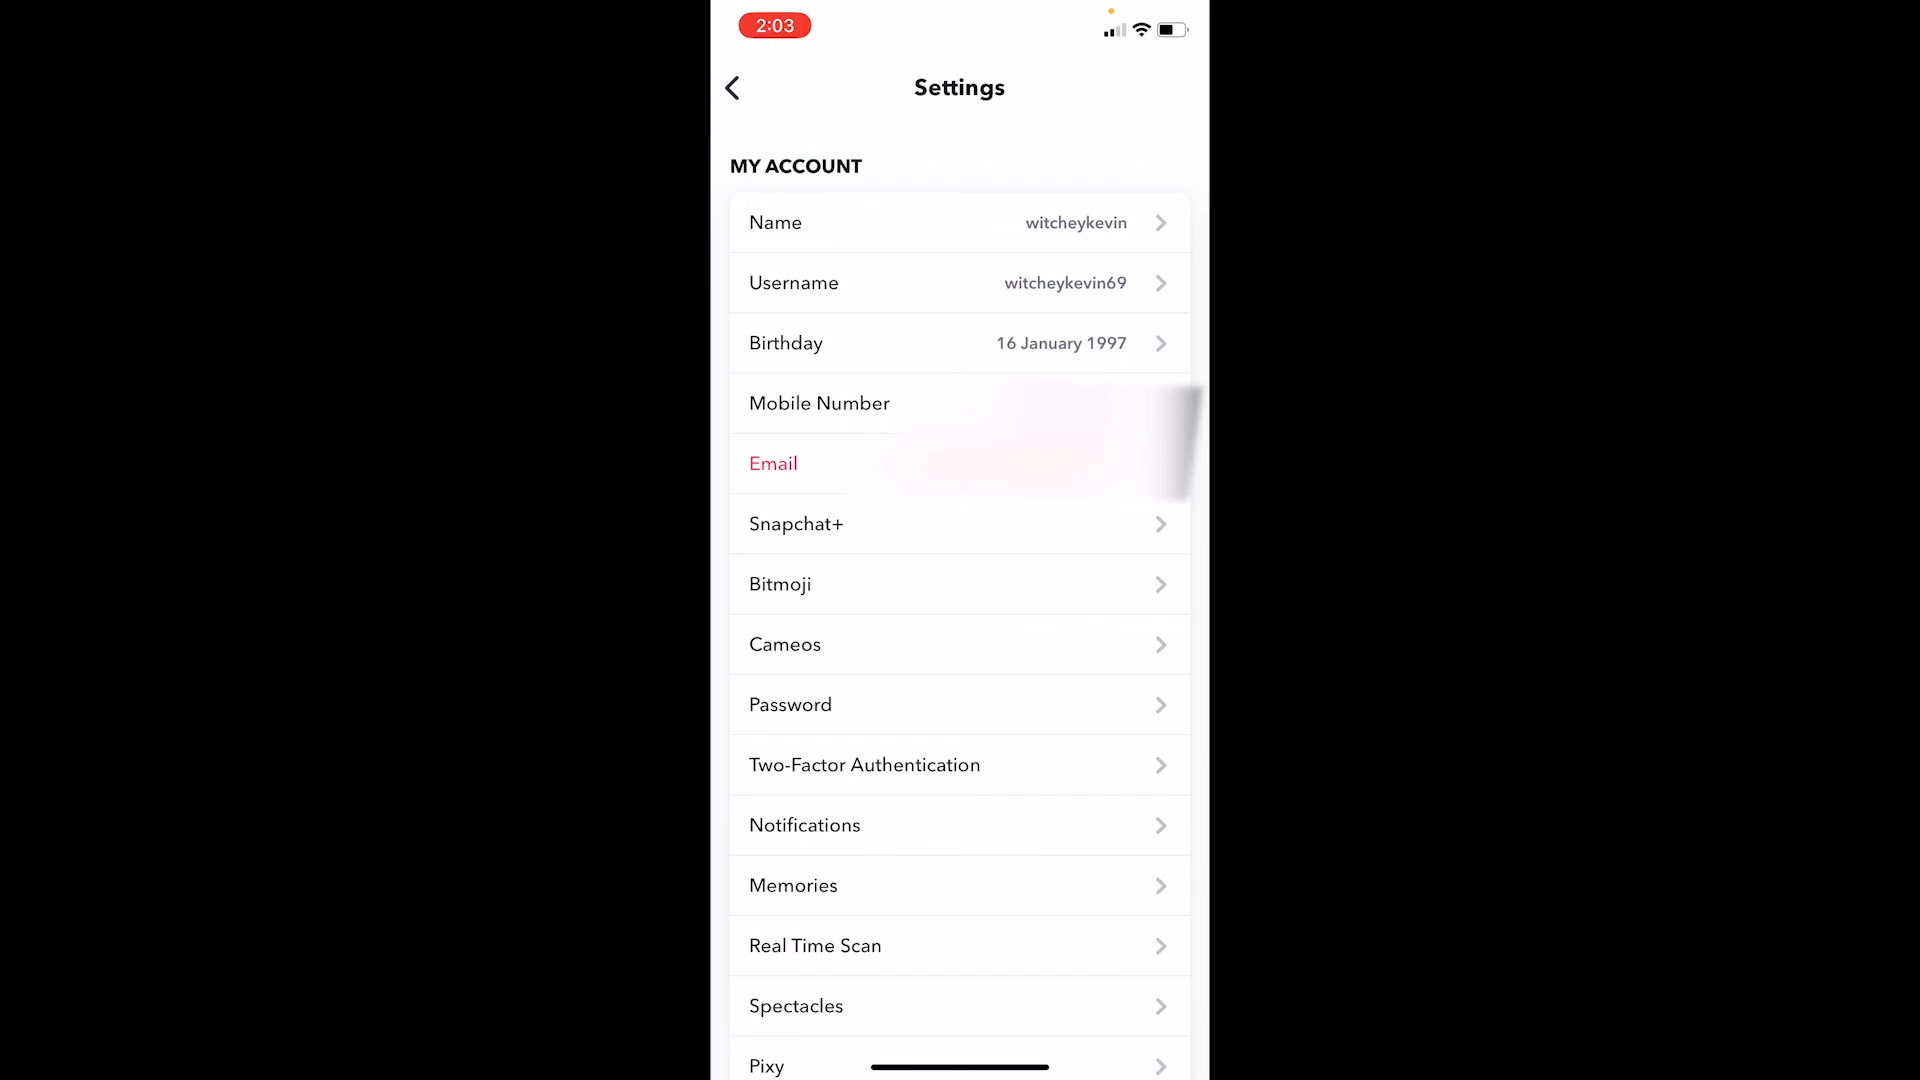 2:03
Settings
MY ACCOUNT
Name witcheykevin
Username witcheykevin69
Birthday 16 January 1997
Mobile Number
Email
Snapchat+
Bitmoji
Cameos
Password
Two-Factor Authentication
Notifications
Memories
Real Time Scan
Spectacles
Pixy